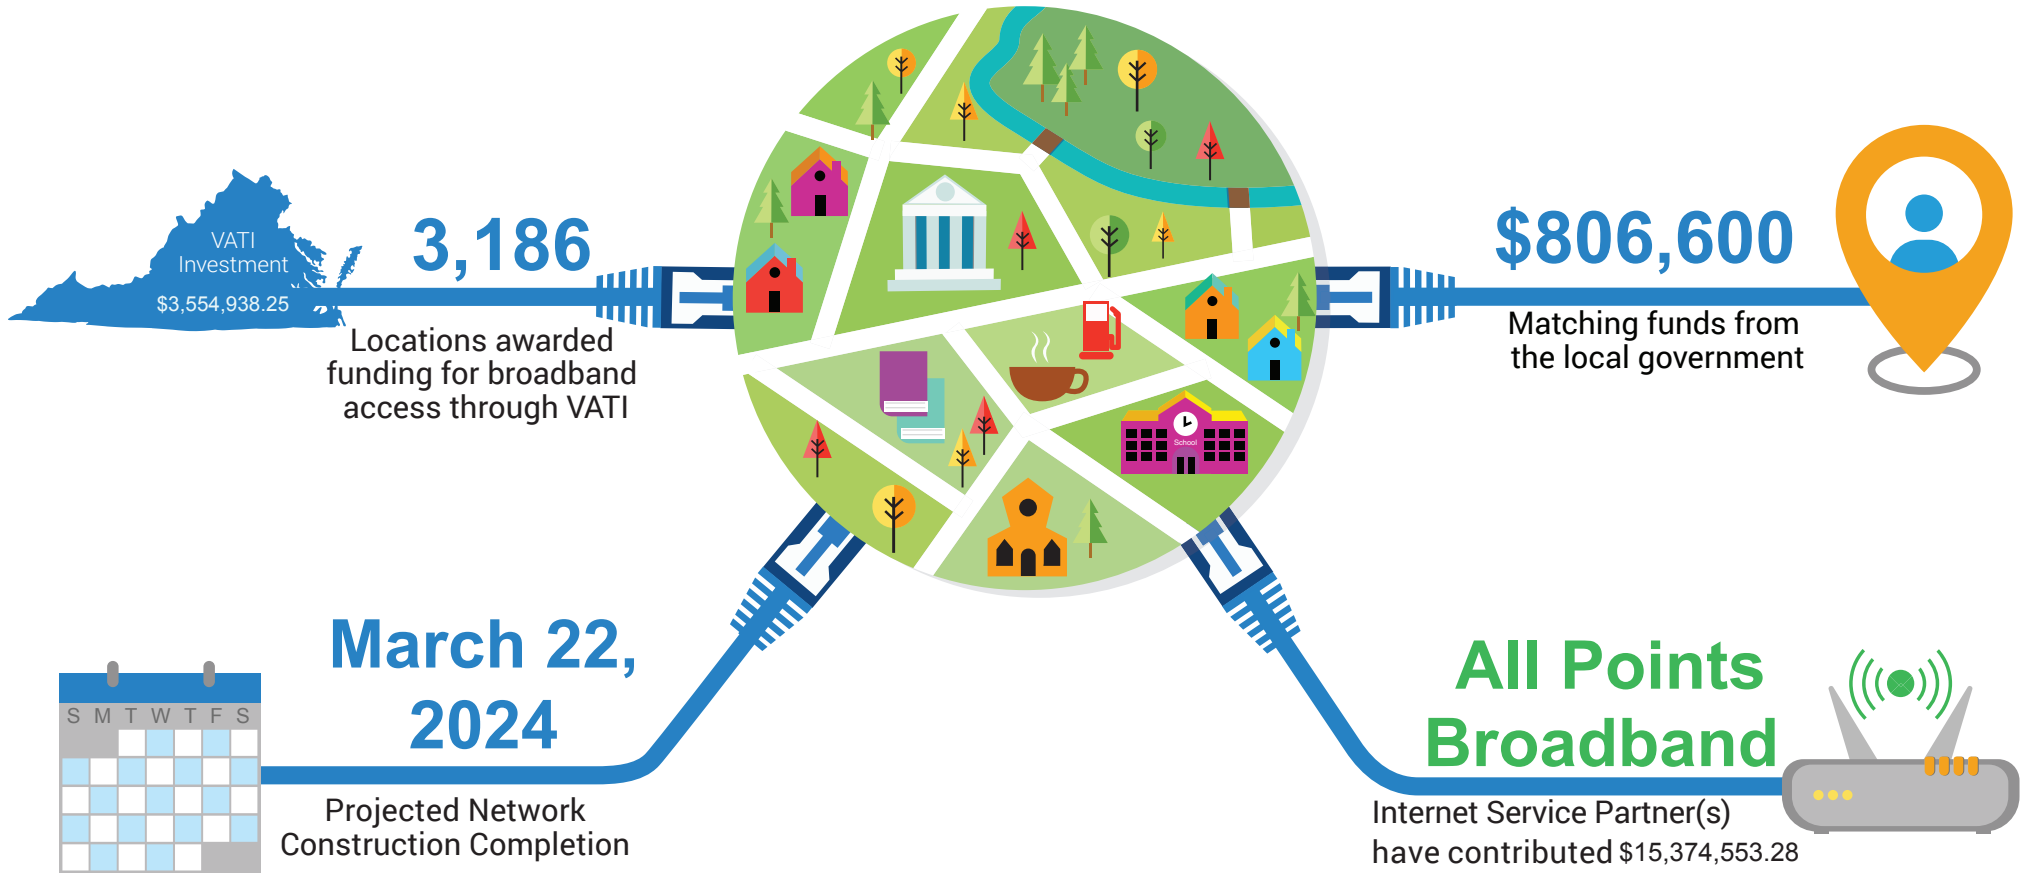 VATI
Investment
$3,554,938.25
3,186
Locations awarded
funding for broadband
access through VATI
$806,600
Matching funds from
the local government
School
March 22,
2024
S M T W T F S
Projected Network
Construction Completion
All Points
Broadband
Internet Service Partner(s)
have contributed $15,374,553.28